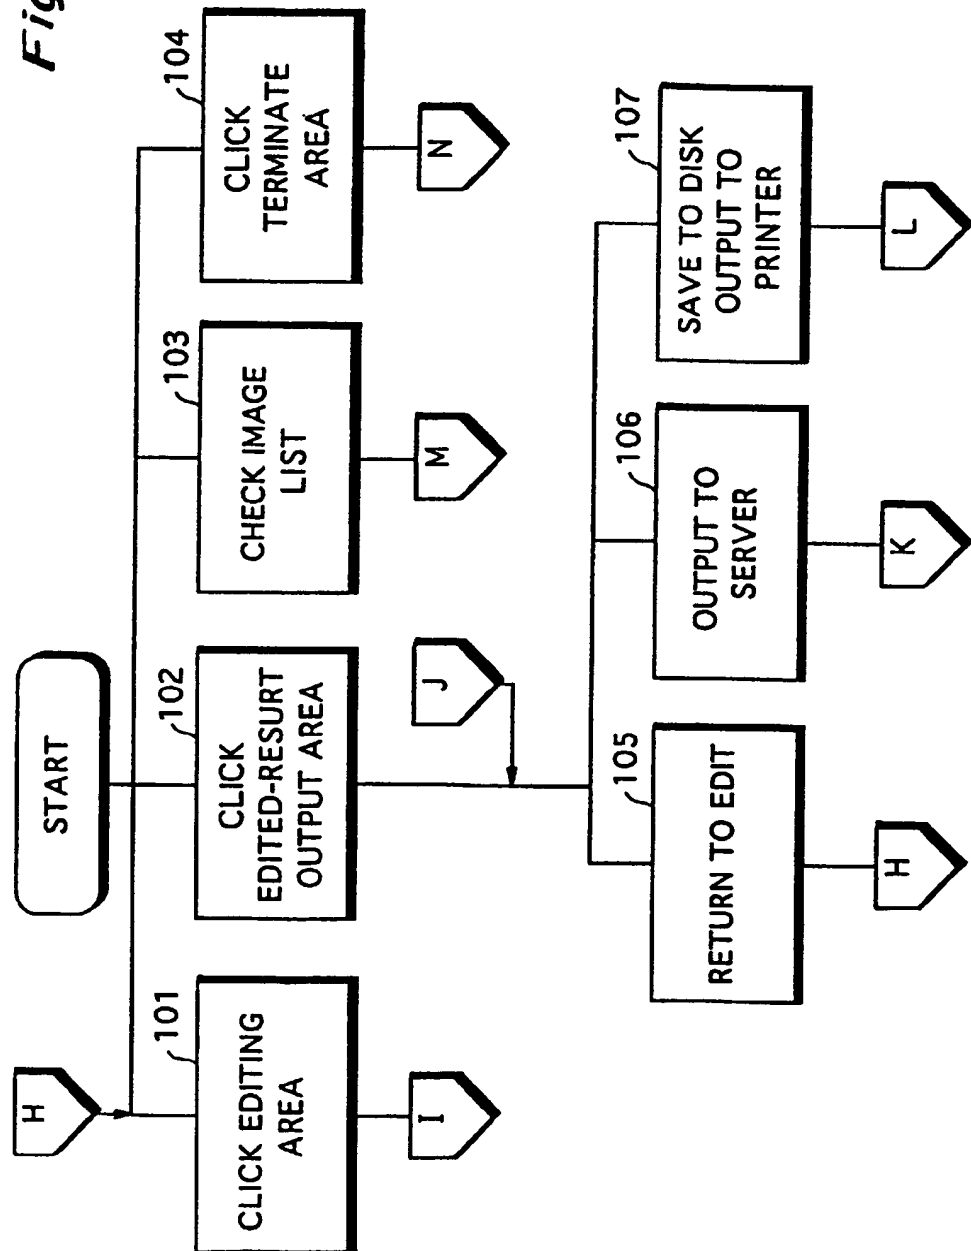 Fig
H
START
101
CLICK EDITING
AREA
102
CLICK
EDITED-RESURT
OUTPUT AREA
103
CHECK IMAGE
LIST
104
CLICK
TERMINATE
AREA
I
J
M
N
105
RETURN TO EDIT
106
OUTPUT TO
SERVER
107
SAVE TO DISK
OUTPUT TO
PRINTER
H
K
L